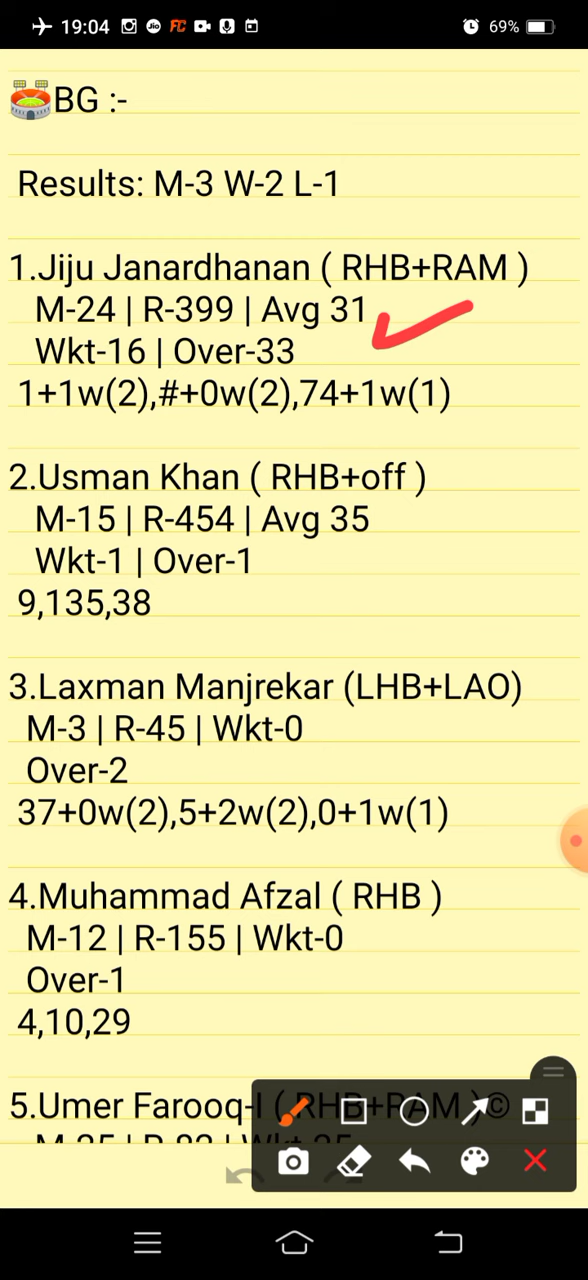 19:04
Jio
FC
69%
BG :-
Results: M-3 W-2 L-1
1.Jiju Janardhanan ( RHB+RAM )
M-24 | R-399 | Avg 31
Wkt-16 | Over-33
1+1w(2),#+0w(2),74+1w(1)
2.Usman Khan ( RHB+off )
M-15 | R-454 | Avg 35
Wkt-1 | Over-1
9,135,38
3.Laxman Manjrekar (LHB+LAO)
M-3 | R-45 | Wkt-0
Over-2
37+0w(2),5+2w(2),0+1w(1)
4.Muhammad Afzal ( RHB )
M-12 | R-155 | Wkt-0
Over-1
4,10,29
5.Umer Farooq-I ( RHB+RAM )©